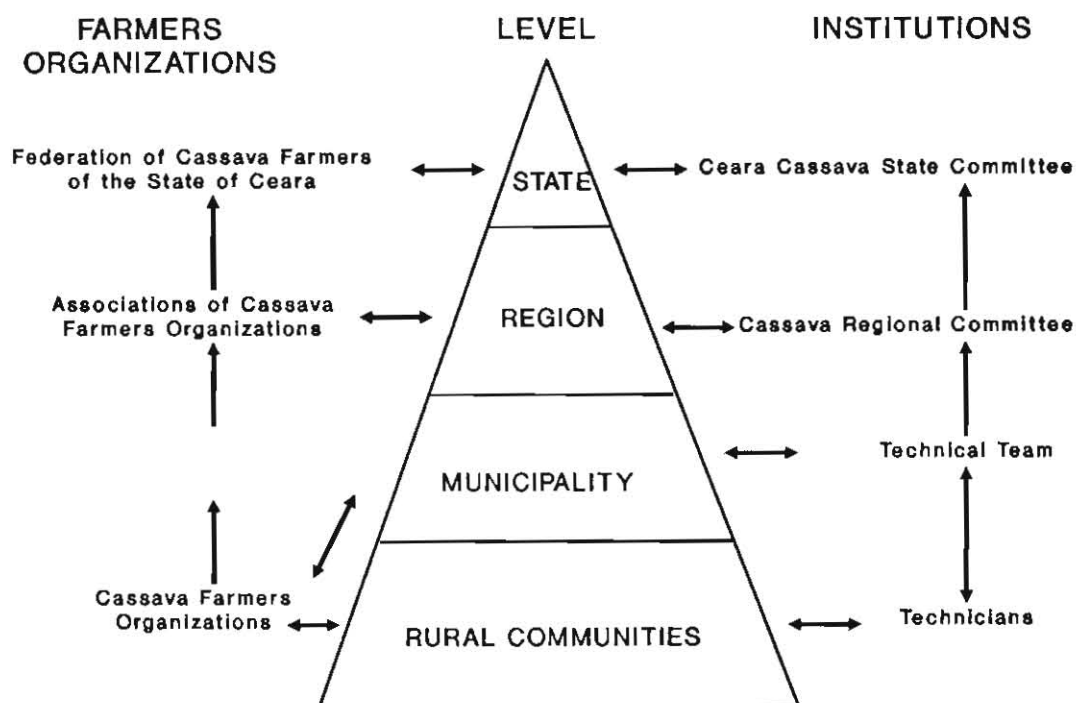 FARMERS
ORGANIZATIONS
LEVEL
INSTITUTIONS
Federation of Cassava Farmers
of the State of Ceara
STATE
Ceara Cassava State Committee
Associations of Cassava
Farmers Organizations
REGION
Cassava Regional Committee
MUNICIPALITY
Technical Team
Cassava Farmers
Organizations
RURAL COMMUNITIES
Technicians